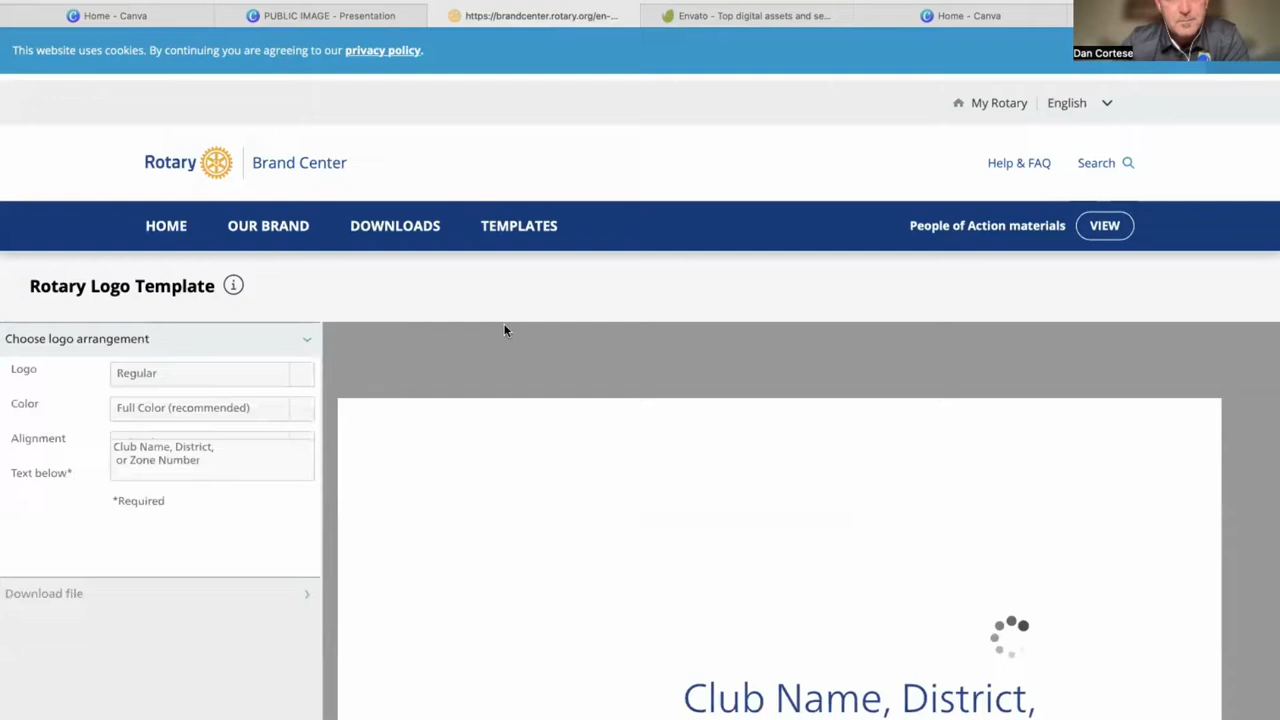 Home - Canva
PUBLIC IMAGE - Presentation
https://brandcenter.rotary.org/en-...
Envato - Top digital assets and se...
Home - Canva
This website uses cookies. By continuing you are agreeing to our privacy policy.
Dan Cortese
My Rotary
English
Rotary
Brand Center
Help & FAQ
Search
HOME
OUR BRAND
DOWNLOADS
TEMPLATES
People of Action materials
VIEW
Rotary Logo Template
Choose logo arrangement
Logo
Regular
Color
Full Color (recommended)
Alignment
Club Name, District,
or Zone Number
Text below*
*Required
Download file
Club Name, District,